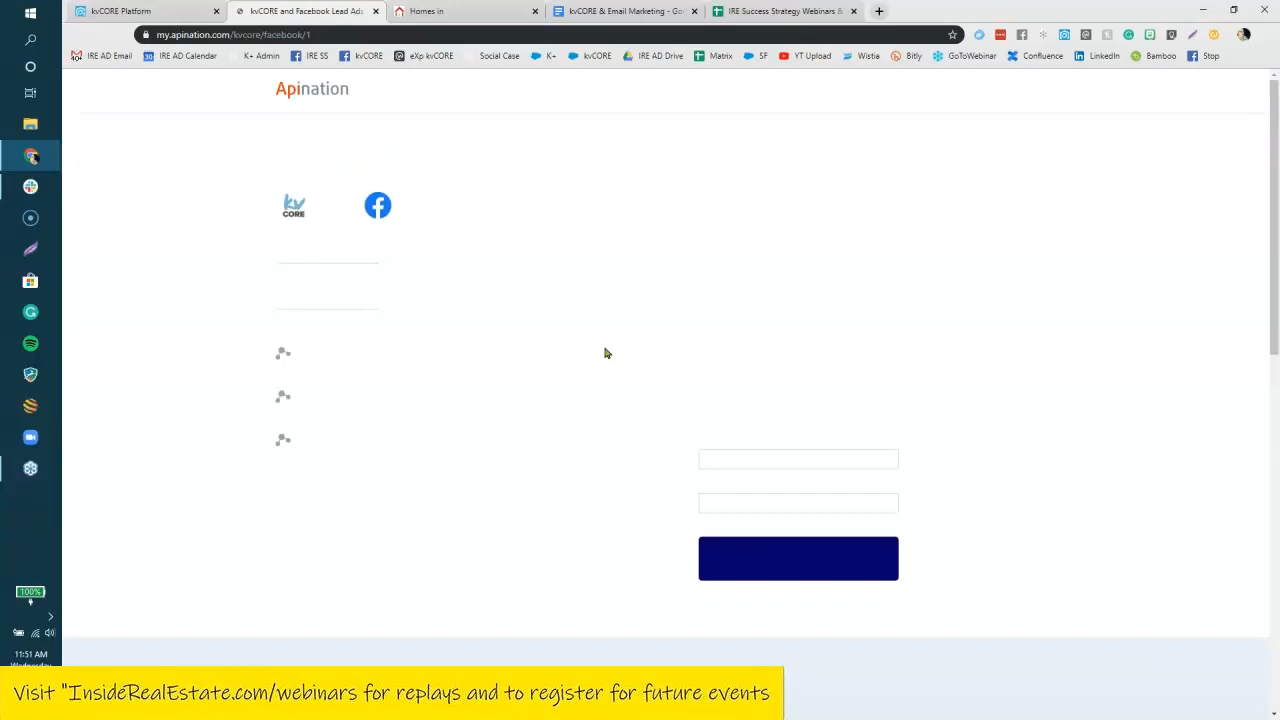 kvCORE Platform
kvCORE and Facebook Lead Ads
Homes in
kvCORE & Email Marketing - Go
IRE Success Strategy Webinars &
my.apination.com/kvcore/facebook/1
IRE AD Email
IRE AD Calendar
K+ Admin
IRE SS
kvCORE
eXp kvCORE
Social Case
K+
kvCORE
IRE AD Drive
Matrix
SF
YT Upload
Wistia
Bitly
GoToWebinar
Confluence
LinkedIn
Bamboo
Stop
Apination
kv
CORE
100%
11:51 AM
Wednesday
Visit "InsideRealEstate.com/webinars for replays and to register for future events